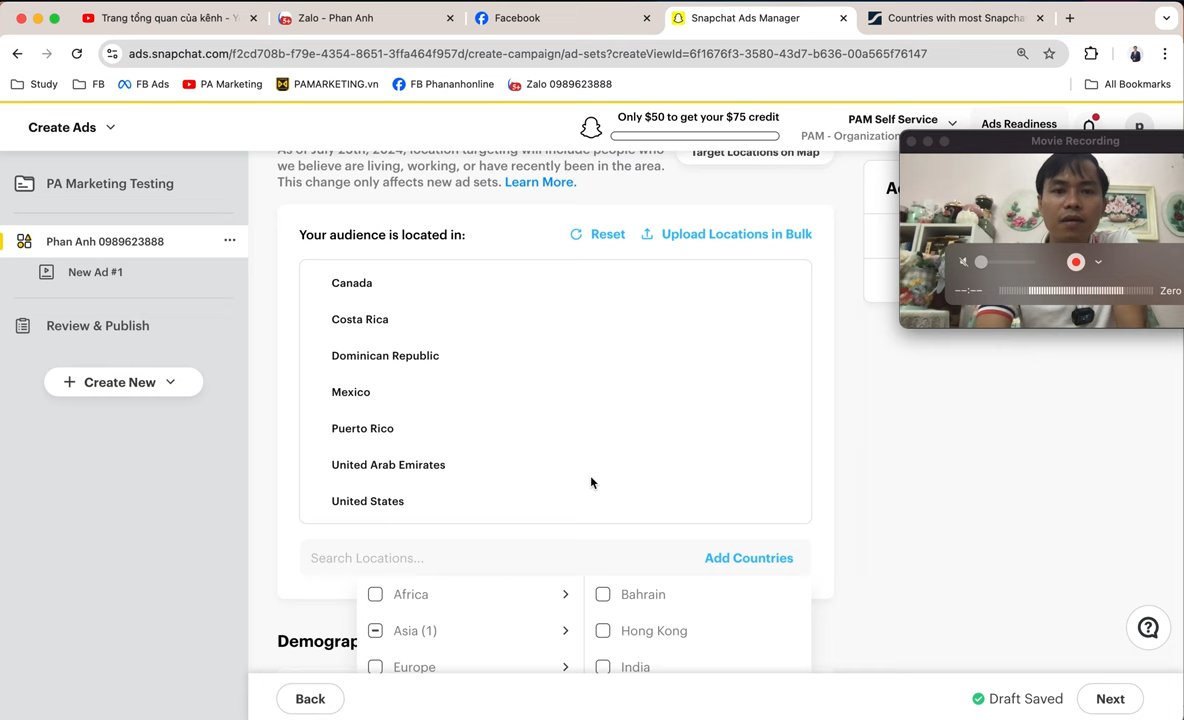 Trang tổng quan của kênh - Y
Zalo - Phan Anh
Facebook
Snapchat Ads Manager
Countries with most Snapcha
ads.snapchat.com/f2cd708b-f79e-4354-8651-3ffa464f957d/create-campaign/ad-sets?createViewId=6f1676f3-3580-43d7-b636-00a565f76147
Study
FB
FB Ads
PA Marketing
PAMARKETING.vn
FB Phananhonline
Zalo 0989623888
All Bookmarks
Create Ads
Only $50 to get your $75 credit
PAM Self Service
PAM - Organization
Ads Readiness
p
Movie Recording
--:--
Zero
PA Marketing Testing
Phan Anh 0989623888
New Ad #1
Review & Publish
+ Create New
As of July 25th, 2024, location targeting will include people who
we believe are living, working, or have recently been in the area.
This change only affects new ad sets. Learn More.
Target Locations on Map
Your audience is located in:
Reset
Upload Locations in Bulk
Canada
Costa Rica
Dominican Republic
Mexico
Puerto Rico
United Arab Emirates
United States
Search Locations...
Add Countries
Africa
Asia (1)
Europe
Bahrain
Hong Kong
India
Demograp
Back
Draft Saved
Next